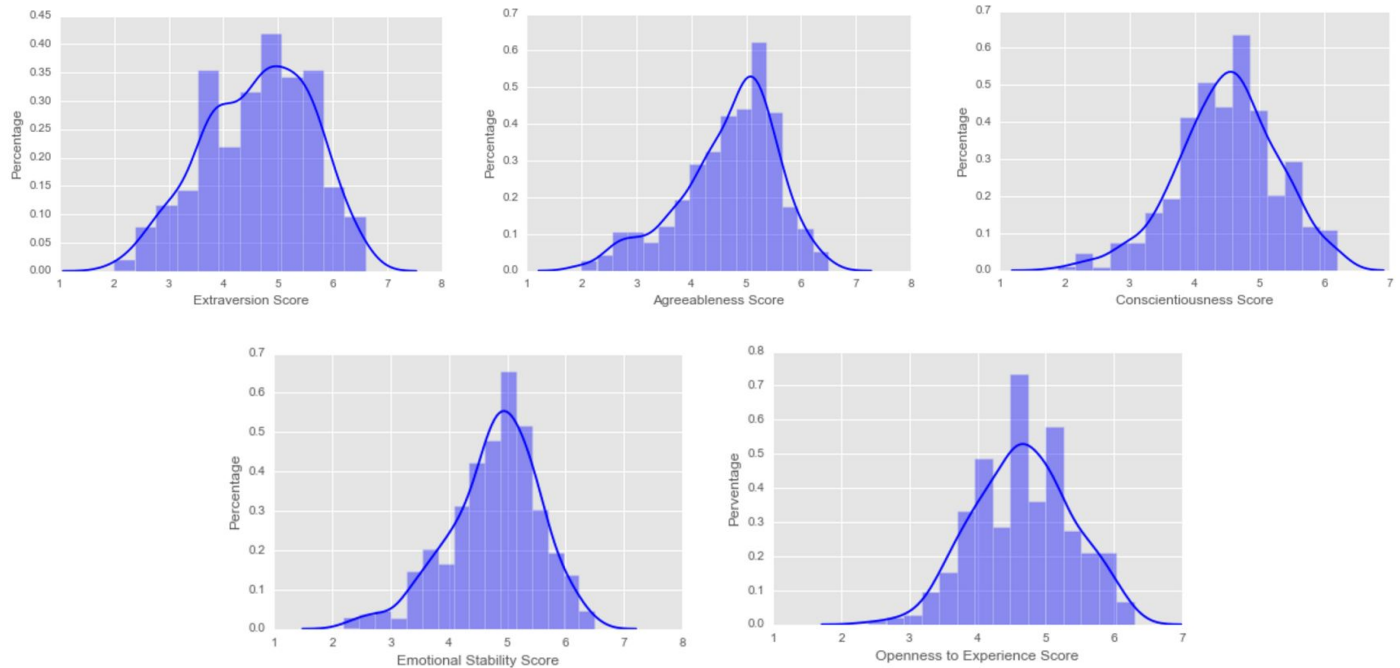 0.45
0.40
0.35
0.30
0.25
0.20
0.15
0.10
0.05
0.00
Percentage
1 2 3 4 5 6 7 8
Extraversion Score
0.7
0.6
0.5
0.4
0.3
0.2
0.1
0.0
Percentage
1 2 3 4 5 6 7 8
Agreeableness Score
0.7
0.6
0.5
0.4
0.3
0.2
0.1
0.0
Percentage
1 2 3 4 5 6 7
Conscientiousness Score
0.7
0.6
0.5
0.4
0.3
0.2
0.1
0.0
Percentage
1 2 3 4 5 6 7 8
Emotional Stability Score
0.8
0.7
0.6
0.5
0.4
0.3
0.2
0.1
0.0
Perventage
1 2 3 4 5 6 7
Openness to Experience Score